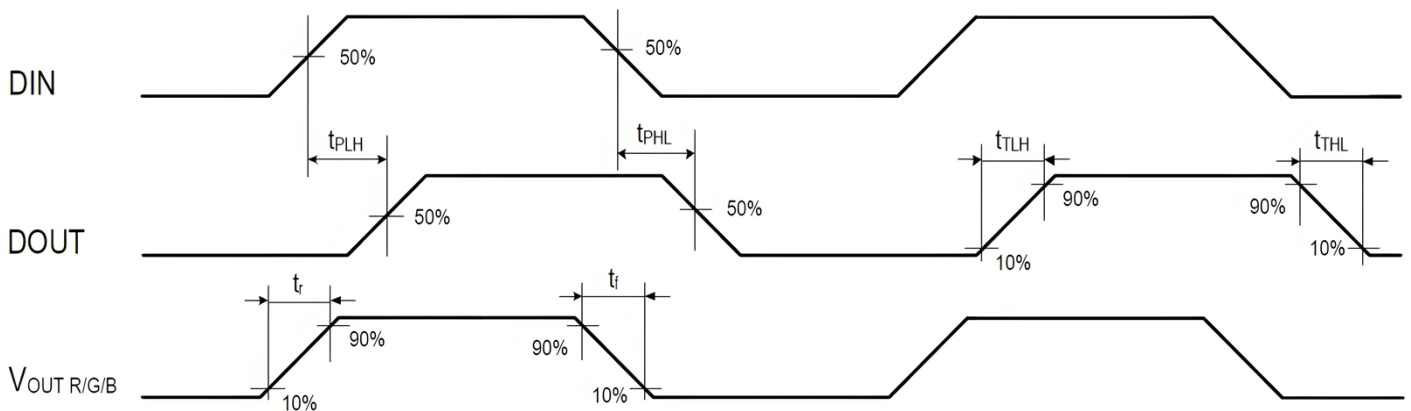 DIN
50%
50%
tPLH
tPHL
tTLH
tTHL
DOUT
50%
50%
90%
10%
90%
10%
tr
tf
VOUT R/G/B
90%
10%
90%
10%